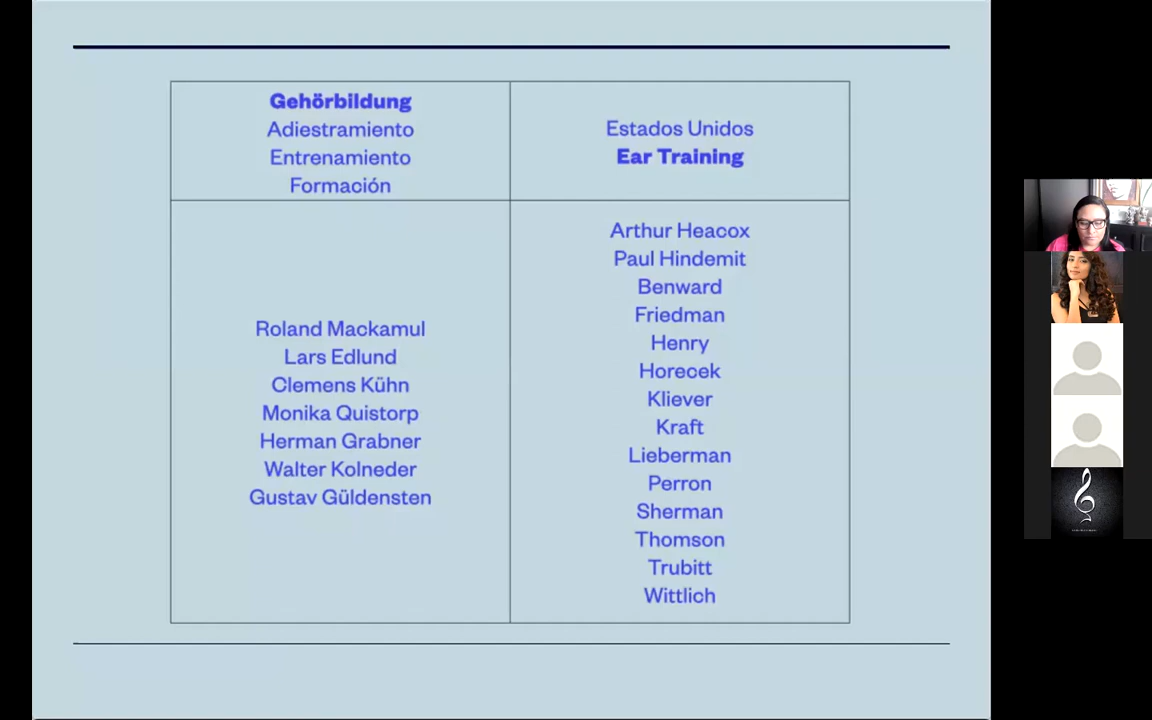 Gehörbildung
Adiestramiento
Entrenamiento
Formación
Estados Unidos
Ear Training
Roland Mackamul
Lars Edlund
Clemens Kühn
Monika Quistorp
Herman Grabner
Walter Kolneder
Gustav Güldensten
Arthur Heacox
Paul Hindemit
Benward
Friedman
Henry
Horecek
Kliever
Kraft
Lieberman
Perron
Sherman
Thomson
Trubitt
Wittlich